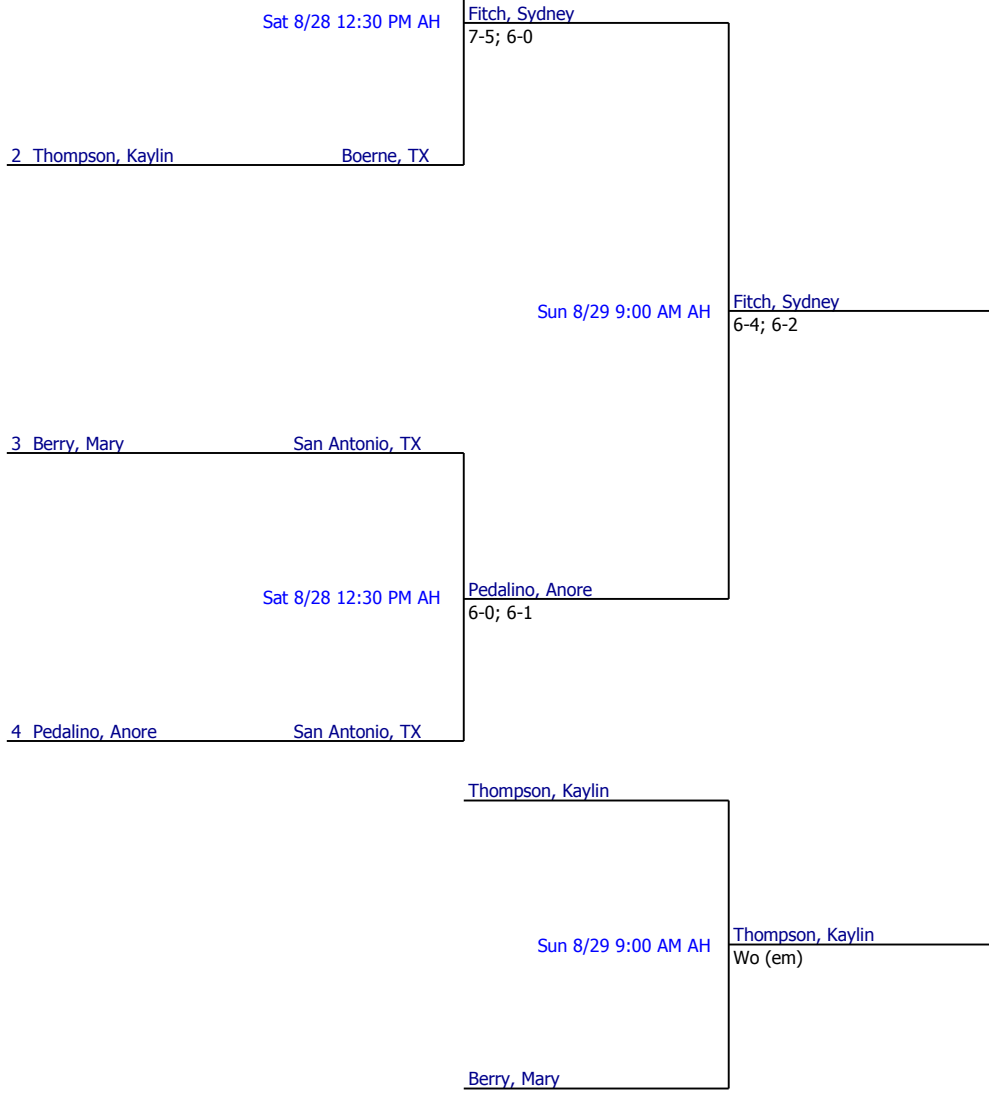 Sat 8/28 12:30 PM AH
Fitch, Sydney
7-5; 6-0
2 Thompson, Kaylin Boerne, TX
Sun 8/29 9:00 AM AH
Fitch, Sydney
6-4; 6-2
3 Berry, Mary San Antonio, TX
Sat 8/28 12:30 PM AH
Pedalino, Anore
6-0; 6-1
4 Pedalino, Anore San Antonio, TX
Thompson, Kaylin
Sun 8/29 9:00 AM AH
Thompson, Kaylin
Wo (em)
Berry, Mary